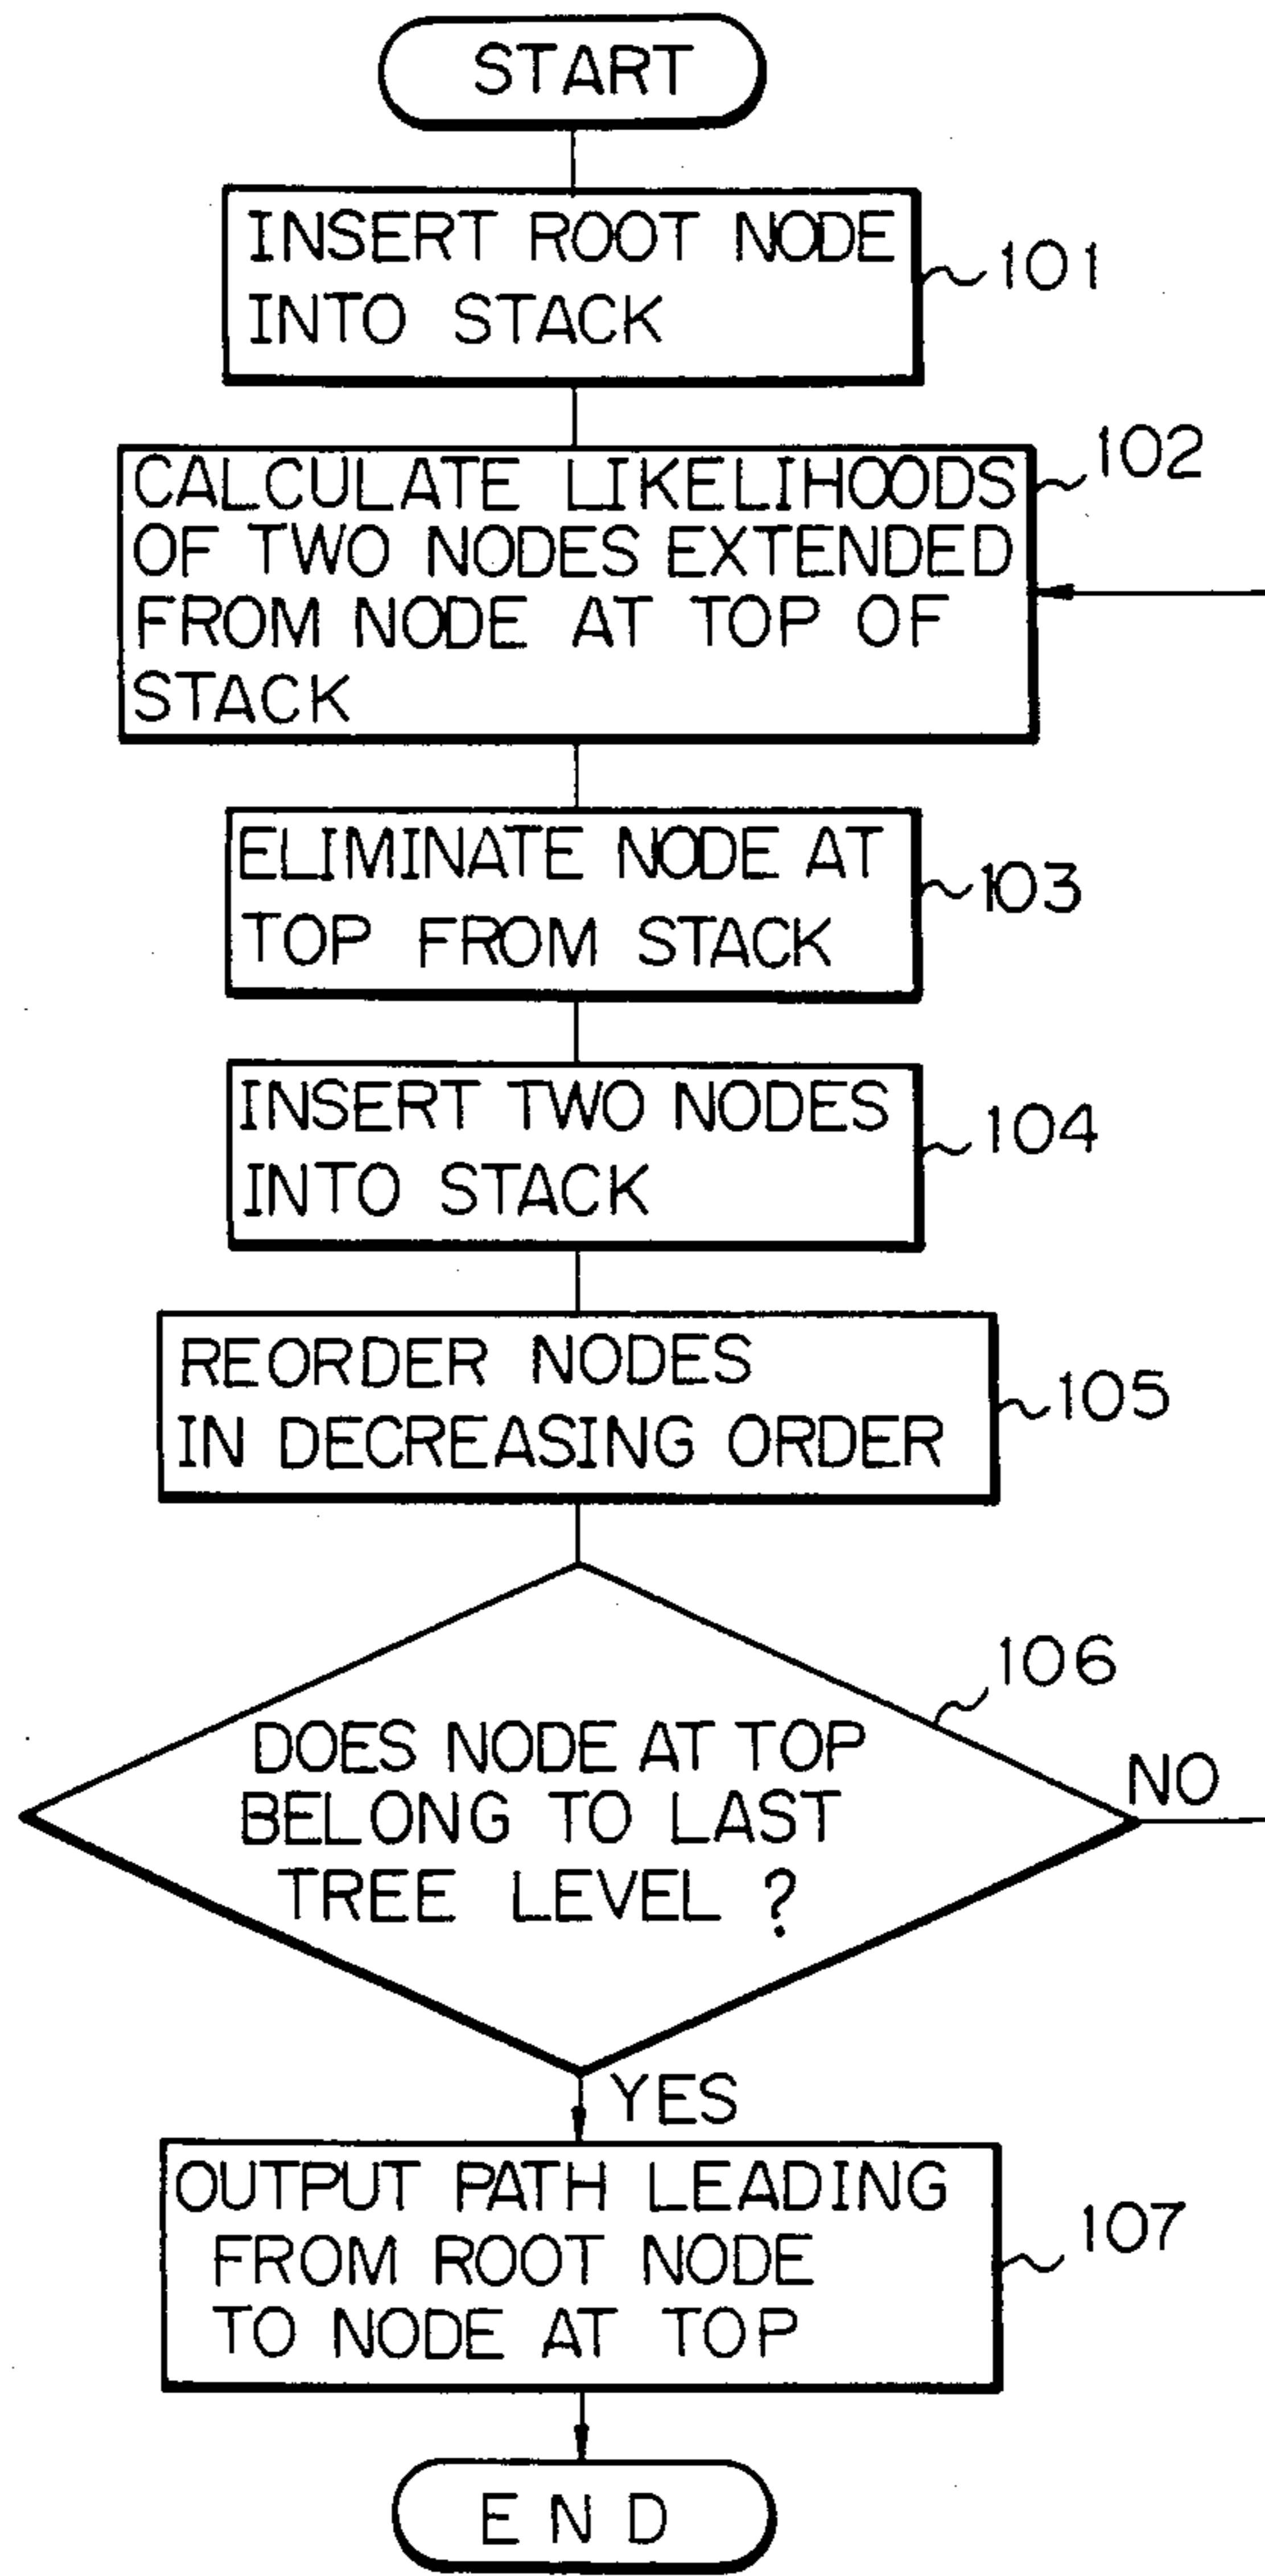 START
INSERT ROOT NODE
INTO STACK
101
CALCULATE LIKELIHOODS
OF TWO NODES EXTENDED
FROM NODE AT TOP OF
STACK
102
ELIMINATE NODE AT
TOP FROM STACK
103
INSERT TWO NODES
INTO STACK
104
REORDER NODES
IN DECREASING ORDER
105
DOES NODE AT TOP
BELONG TO LAST
TREE LEVEL ?
106
NO
YES
OUTPUT PATH LEADING
FROM ROOT NODE
TO NODE AT TOP
107
END